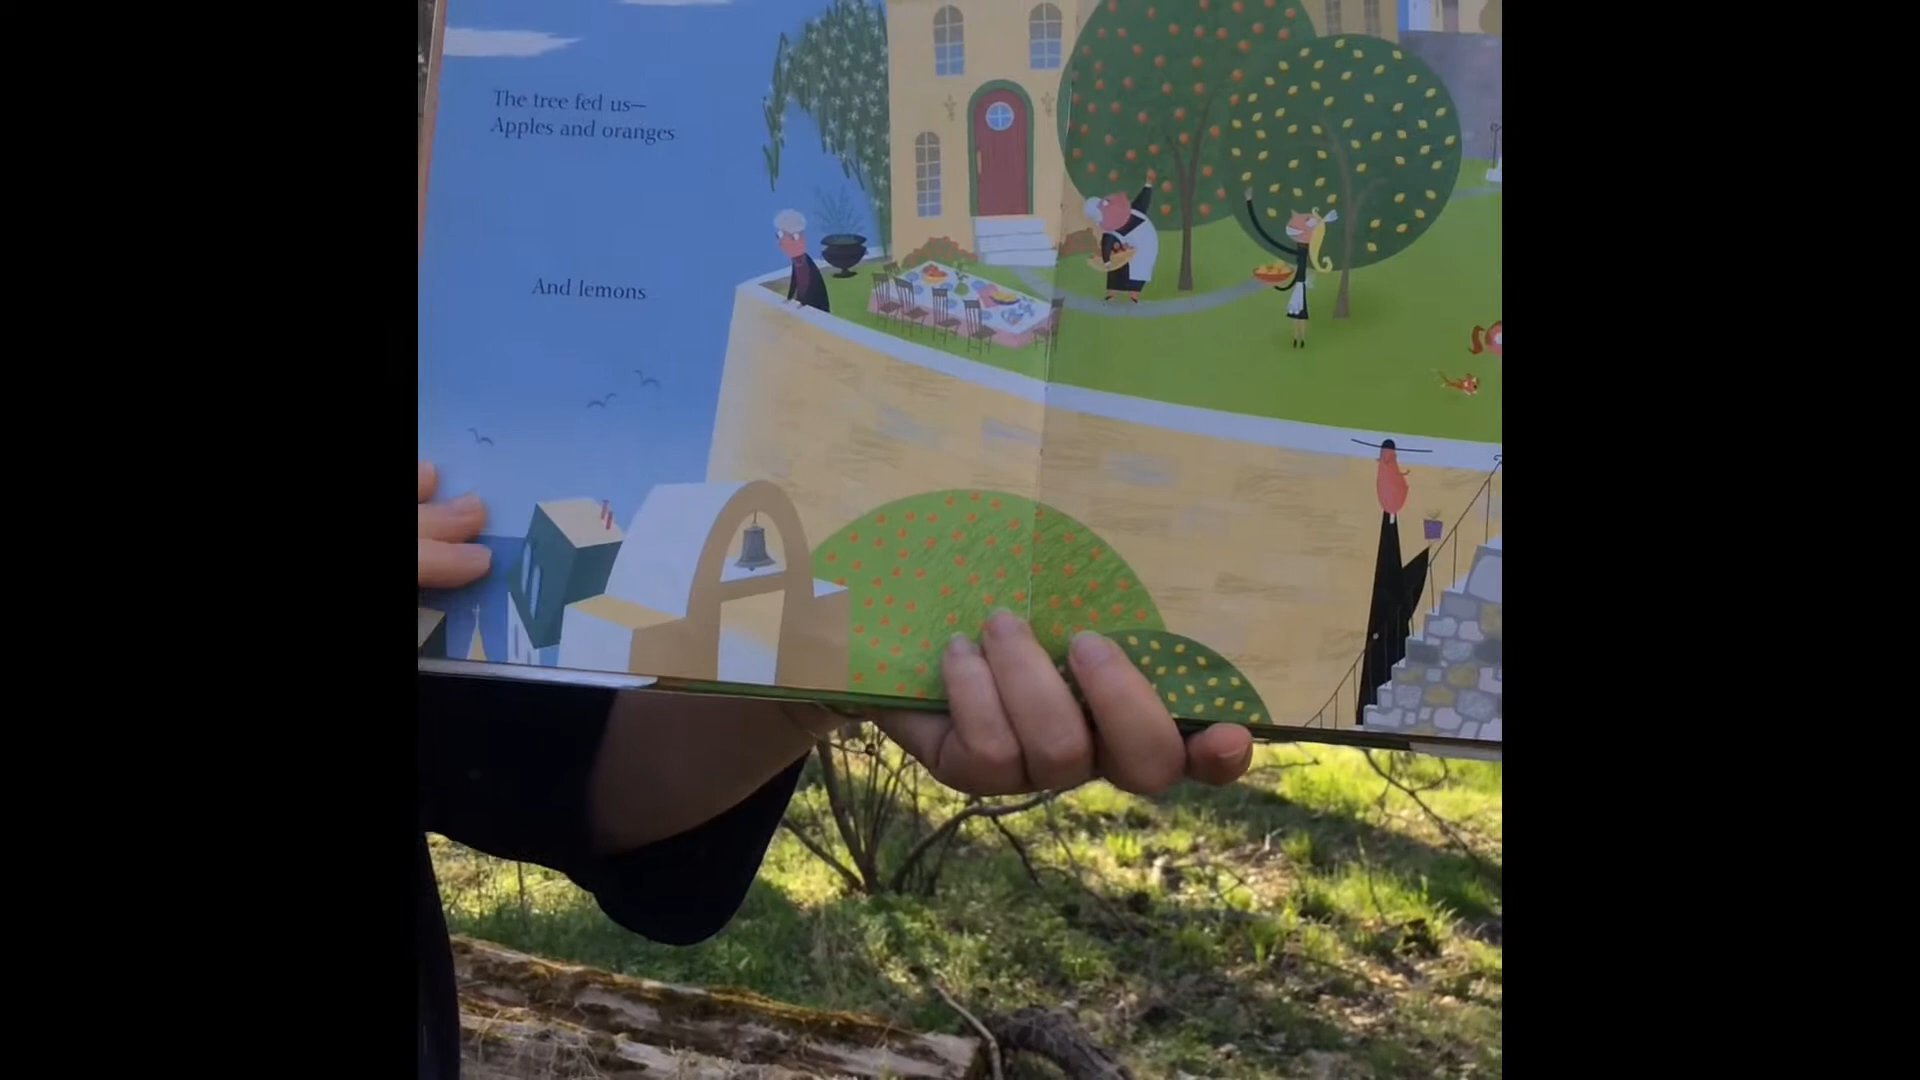 The tree fed us—
Apples and oranges
And lemons